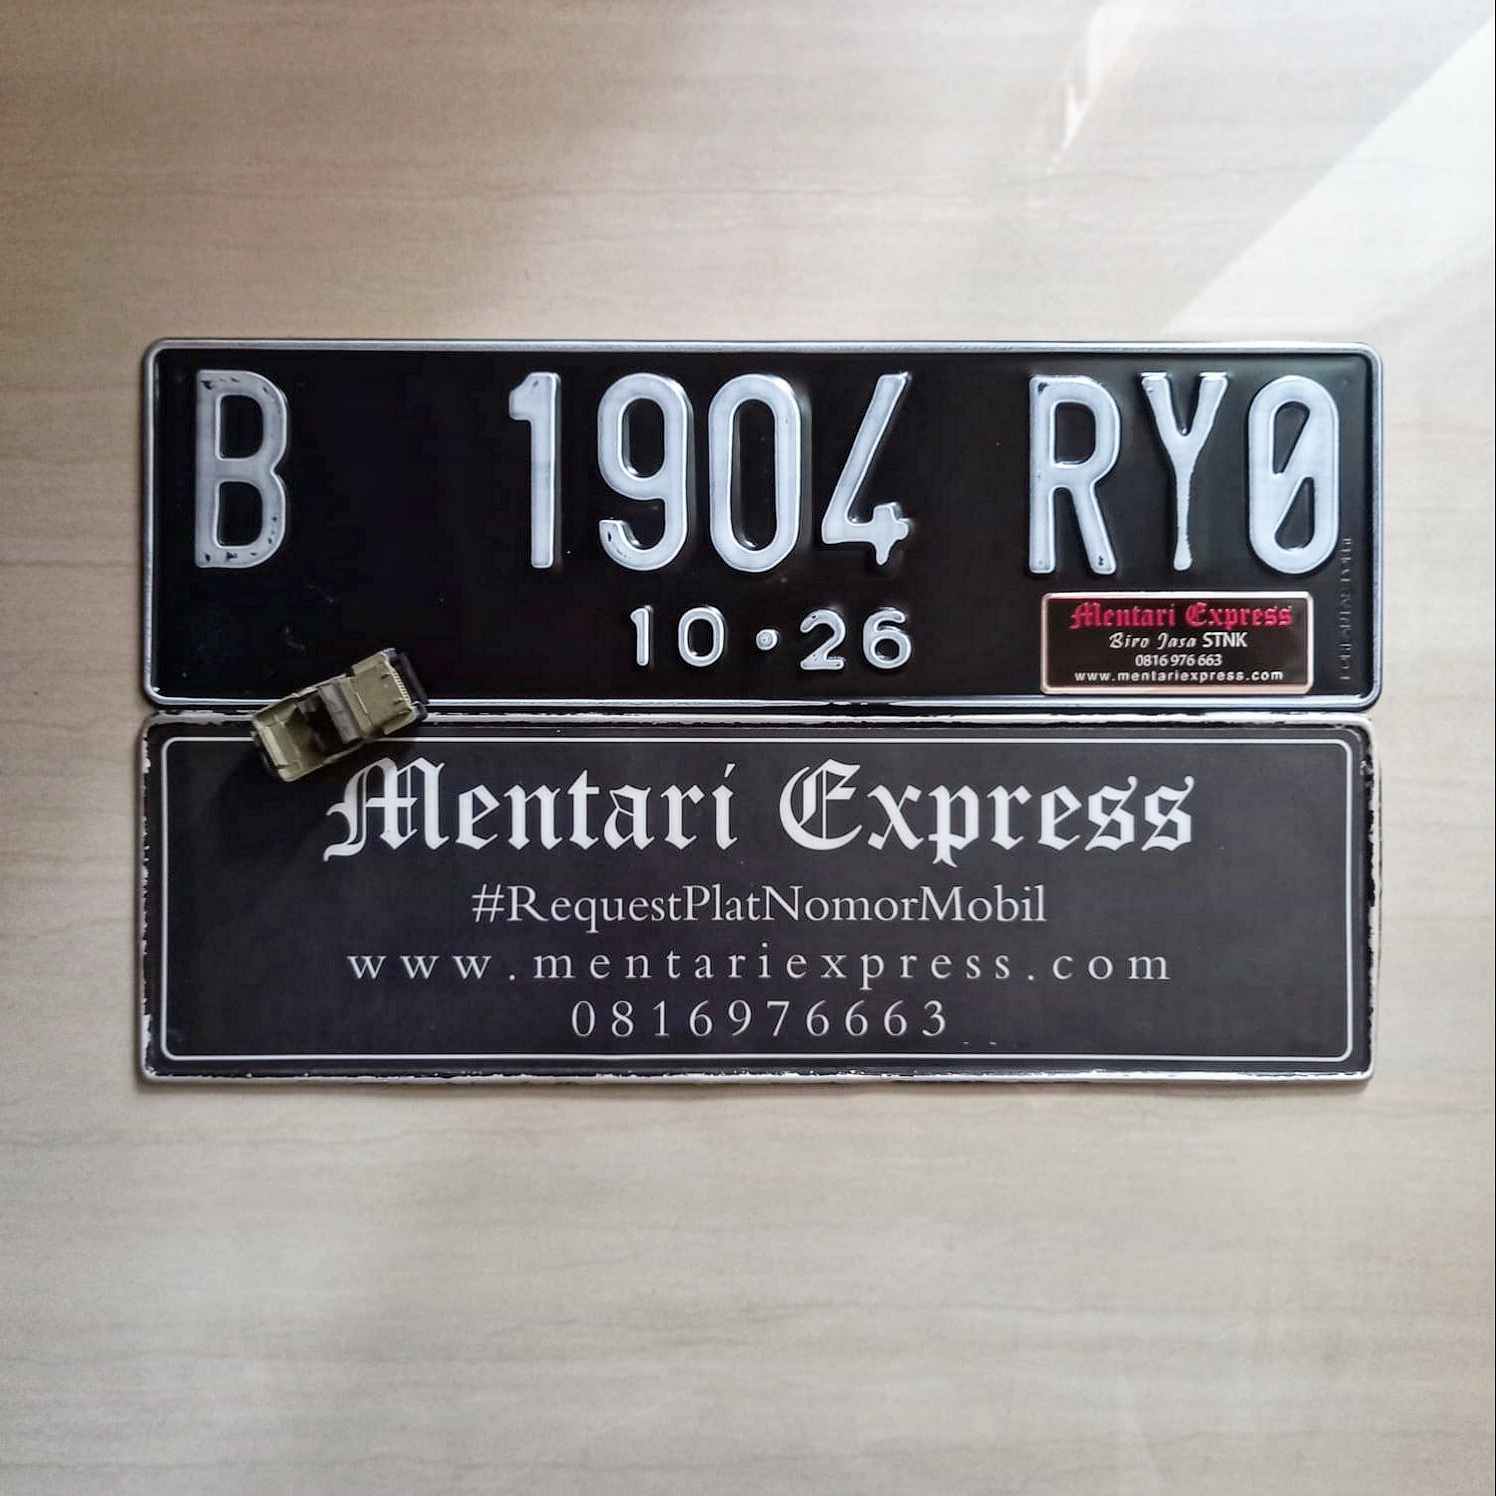 B 1904 RYO
10·26
Mentari Express
Biro Jasa STNK
0816 976 663
www.mentariexpress.com
Mentari Express
#RequestPlatNomorMobil
www.mentariexpress.com
0816976663